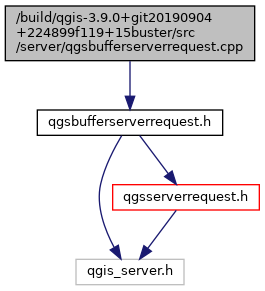 /build/qgis-3.9.0+git20190904
+224899f119+15buster/src
/server/qgsbufferserverrequest.cpp
qgsbufferserverrequest.h
qgsserverrequest.h
qgis_server.h